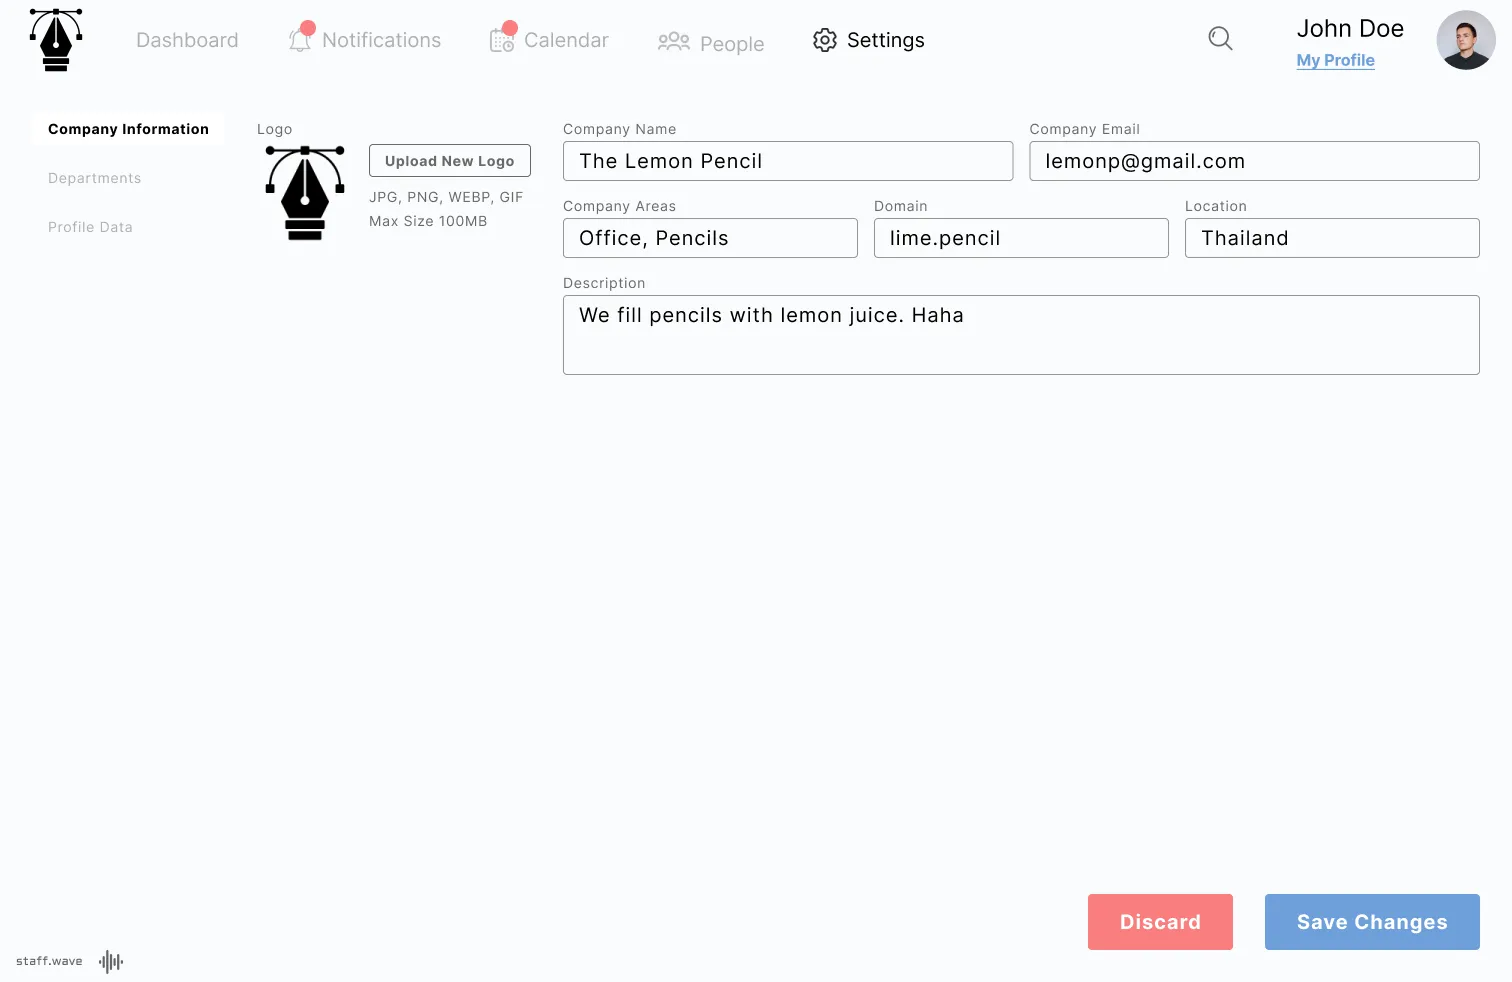 Dashboard
Notifications
Calendar
People
Settings
John Doe
My Profile
Company Information
Departments
Profile Data
Logo
Upload New Logo
JPG, PNG, WEBP, GIF
Max Size 100MB
Company Name
The Lemon Pencil
Company Email
lemonp@gmail.com
Company Areas
Office, Pencils
Domain
lime.pencil
Location
Thailand
Description
We fill pencils with lemon juice. Haha
Discard
Save Changes
staff.wave